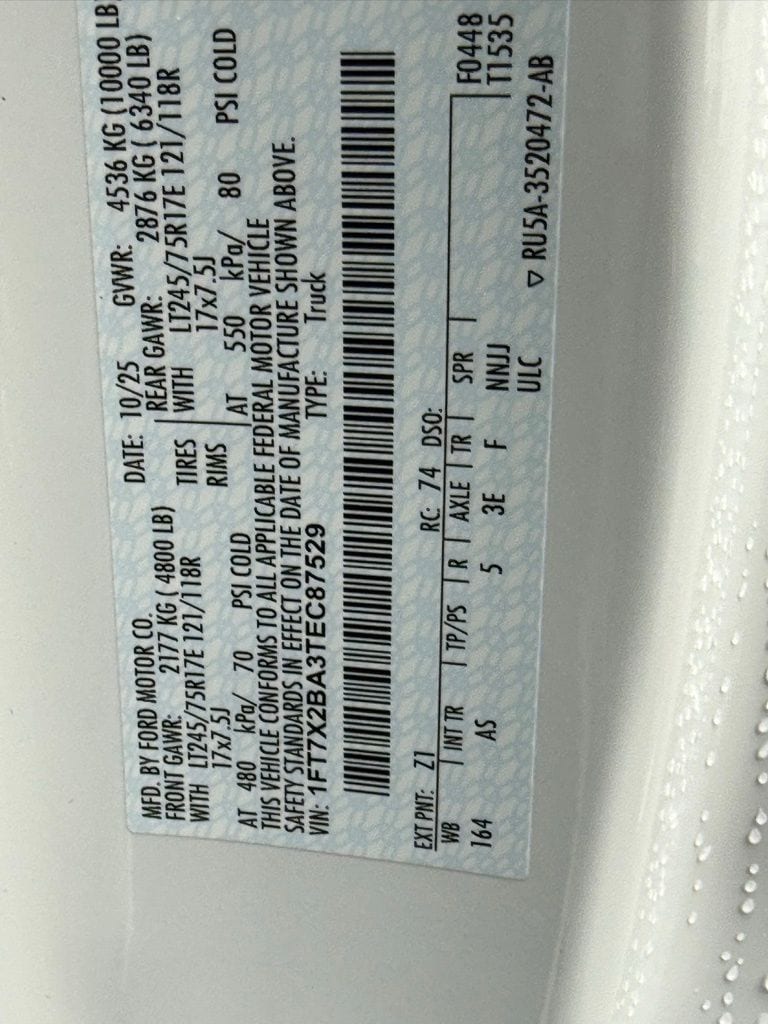 MFD. BY FORD MOTOR CO. DATE: 10/25 GVWR: 4536 KG (10000 LB
FRONT GAWR: 2177 KG ( 4800 LB) REAR GAWR: 2876 KG ( 6340 LB)
WITH LT245/75R17E 121/118R TIRES WITH LT245/75R17E 121/118R
17x7.5J RIMS 17x7.5J
AT 480 kPa/ 70 PSI COLD AT 550 kPa/ 80 PSI COLD
THIS VEHICLE CONFORMS TO ALL APPLICABLE FEDERAL MOTOR VEHICLE
SAFETY STANDARDS IN EFFECT ON THE DATE OF MANUFACTURE SHOWN ABOVE.
VIN: 1FT7X2BA3TEC87529 TYPE: Truck
EXT PNT: Z1 RC: 74 DSO: F0448
WB INT TR TP/PS R AXLE TR SPR T1535
164 AS 5 3E F NNJJ
ULC ▽ RU5A-3520472-AB